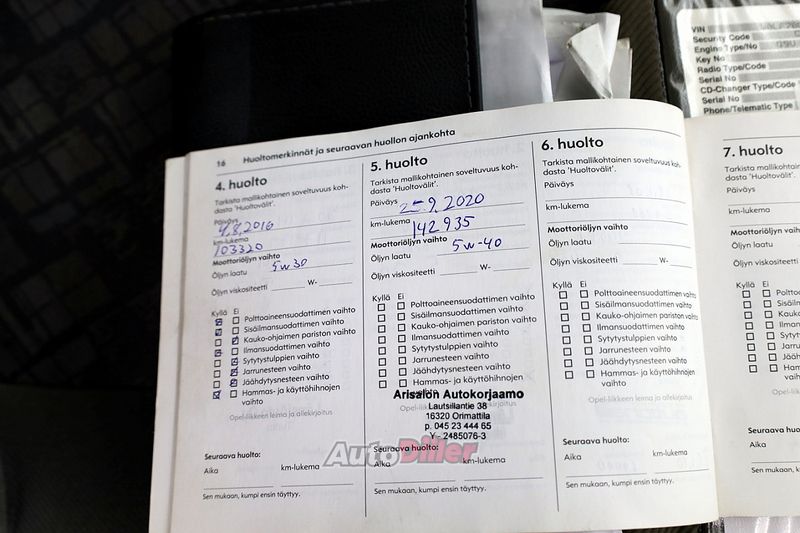 VIN
Security Code
Engine Type/No
Key No
Radio Type/Code
Serial No
CD-Changer Type/Code
Serial No
Phone/Telematic Type
16 Huoltomerkinnät ja seuraavan huollon ajankohta
4. huolto
Tarkista mallikohtainen soveltuvuus koh-
dasta 'Huoltovälit'.
Päiväys
4.8.2016
km-lukema
103320
Moottoriöljyn vaihto
Öljyn laatu 5w30
Öljyn viskositeetti W-
Kyllä Ei
Polttoaineensuodattimen vaihto
Sisäilmansuodattimen vaihto
Kauko-ohjaimen pariston vaihto
Ilmansuodattimen vaihto
Sytytystulppien vaihto
Jarrunesteen vaihto
Jäähdytysnesteen vaihto
Hammas- ja käyttöhihnojen
vaihto
Opel-liikkeen leima ja allekirjoitus
Seuraava huolto:
Aika km-lukema
Sen mukaan, kumpi ensin täyttyy.
5. huolto
Tarkista mallikohtainen soveltuvuus koh-
dasta 'Huoltovälit'.
Päiväys 2-9.2020
km-lukema 142935
Moottoriöljyn vaihto
Öljyn laatu 5w-40
Öljyn viskositeetti W-
Kyllä Ei
Polttoaineensuodattimen vaihto
Sisäilmansuodattimen vaihto
Kauko-ohjaimen pariston vaihto
Ilmansuodattimen vaihto
Sytytystulppien vaihto
Jarrunesteen vaihto
Jäähdytysnesteen vaihto
Hammas- ja käyttöhihnojen
Arisalon Autokorjaamo
Lautsillantie 38
16320 Orimattila
p. 045 23 444 65
Y - 2485076-3
AutoDiller
Seuraava huolto:
Aika km-lukema
Sen mukaan, kumpi ensin täyttyy.
6. huolto
Tarkista mallikohtainen soveltuvuus koh-
dasta 'Huoltovälit'.
Päiväys
km-lukema
Moottoriöljyn vaihto
Öljyn laatu
Öljyn viskositeetti W-
Kyllä Ei
Polttoaineensuodattimen vaihto
Sisäilmansuodattimen vaihto
Kauko-ohjaimen pariston vaihto
Ilmansuodattimen vaihto
Sytytystulppien vaihto
Jarrunesteen vaihto
Jäähdytysnesteen vaihto
Hammas- ja käyttöhihnojen
vaihto
Opel-liikkeen leima ja allekirjoitus
Seuraava huolto:
Aika km-lukema
Sen mukaan, kumpi ensin täyttyy.
7. huolto
Tarkista mallikohtainen
dasta 'Huoltovälit'.
Päiväys
km-lukema
Moottoriöljyn vaihto
Öljyn laatu
Öljyn viskositeetti
Kyllä Ei
Seuraava huolto:
Aika
Sen mukaan, kumpi